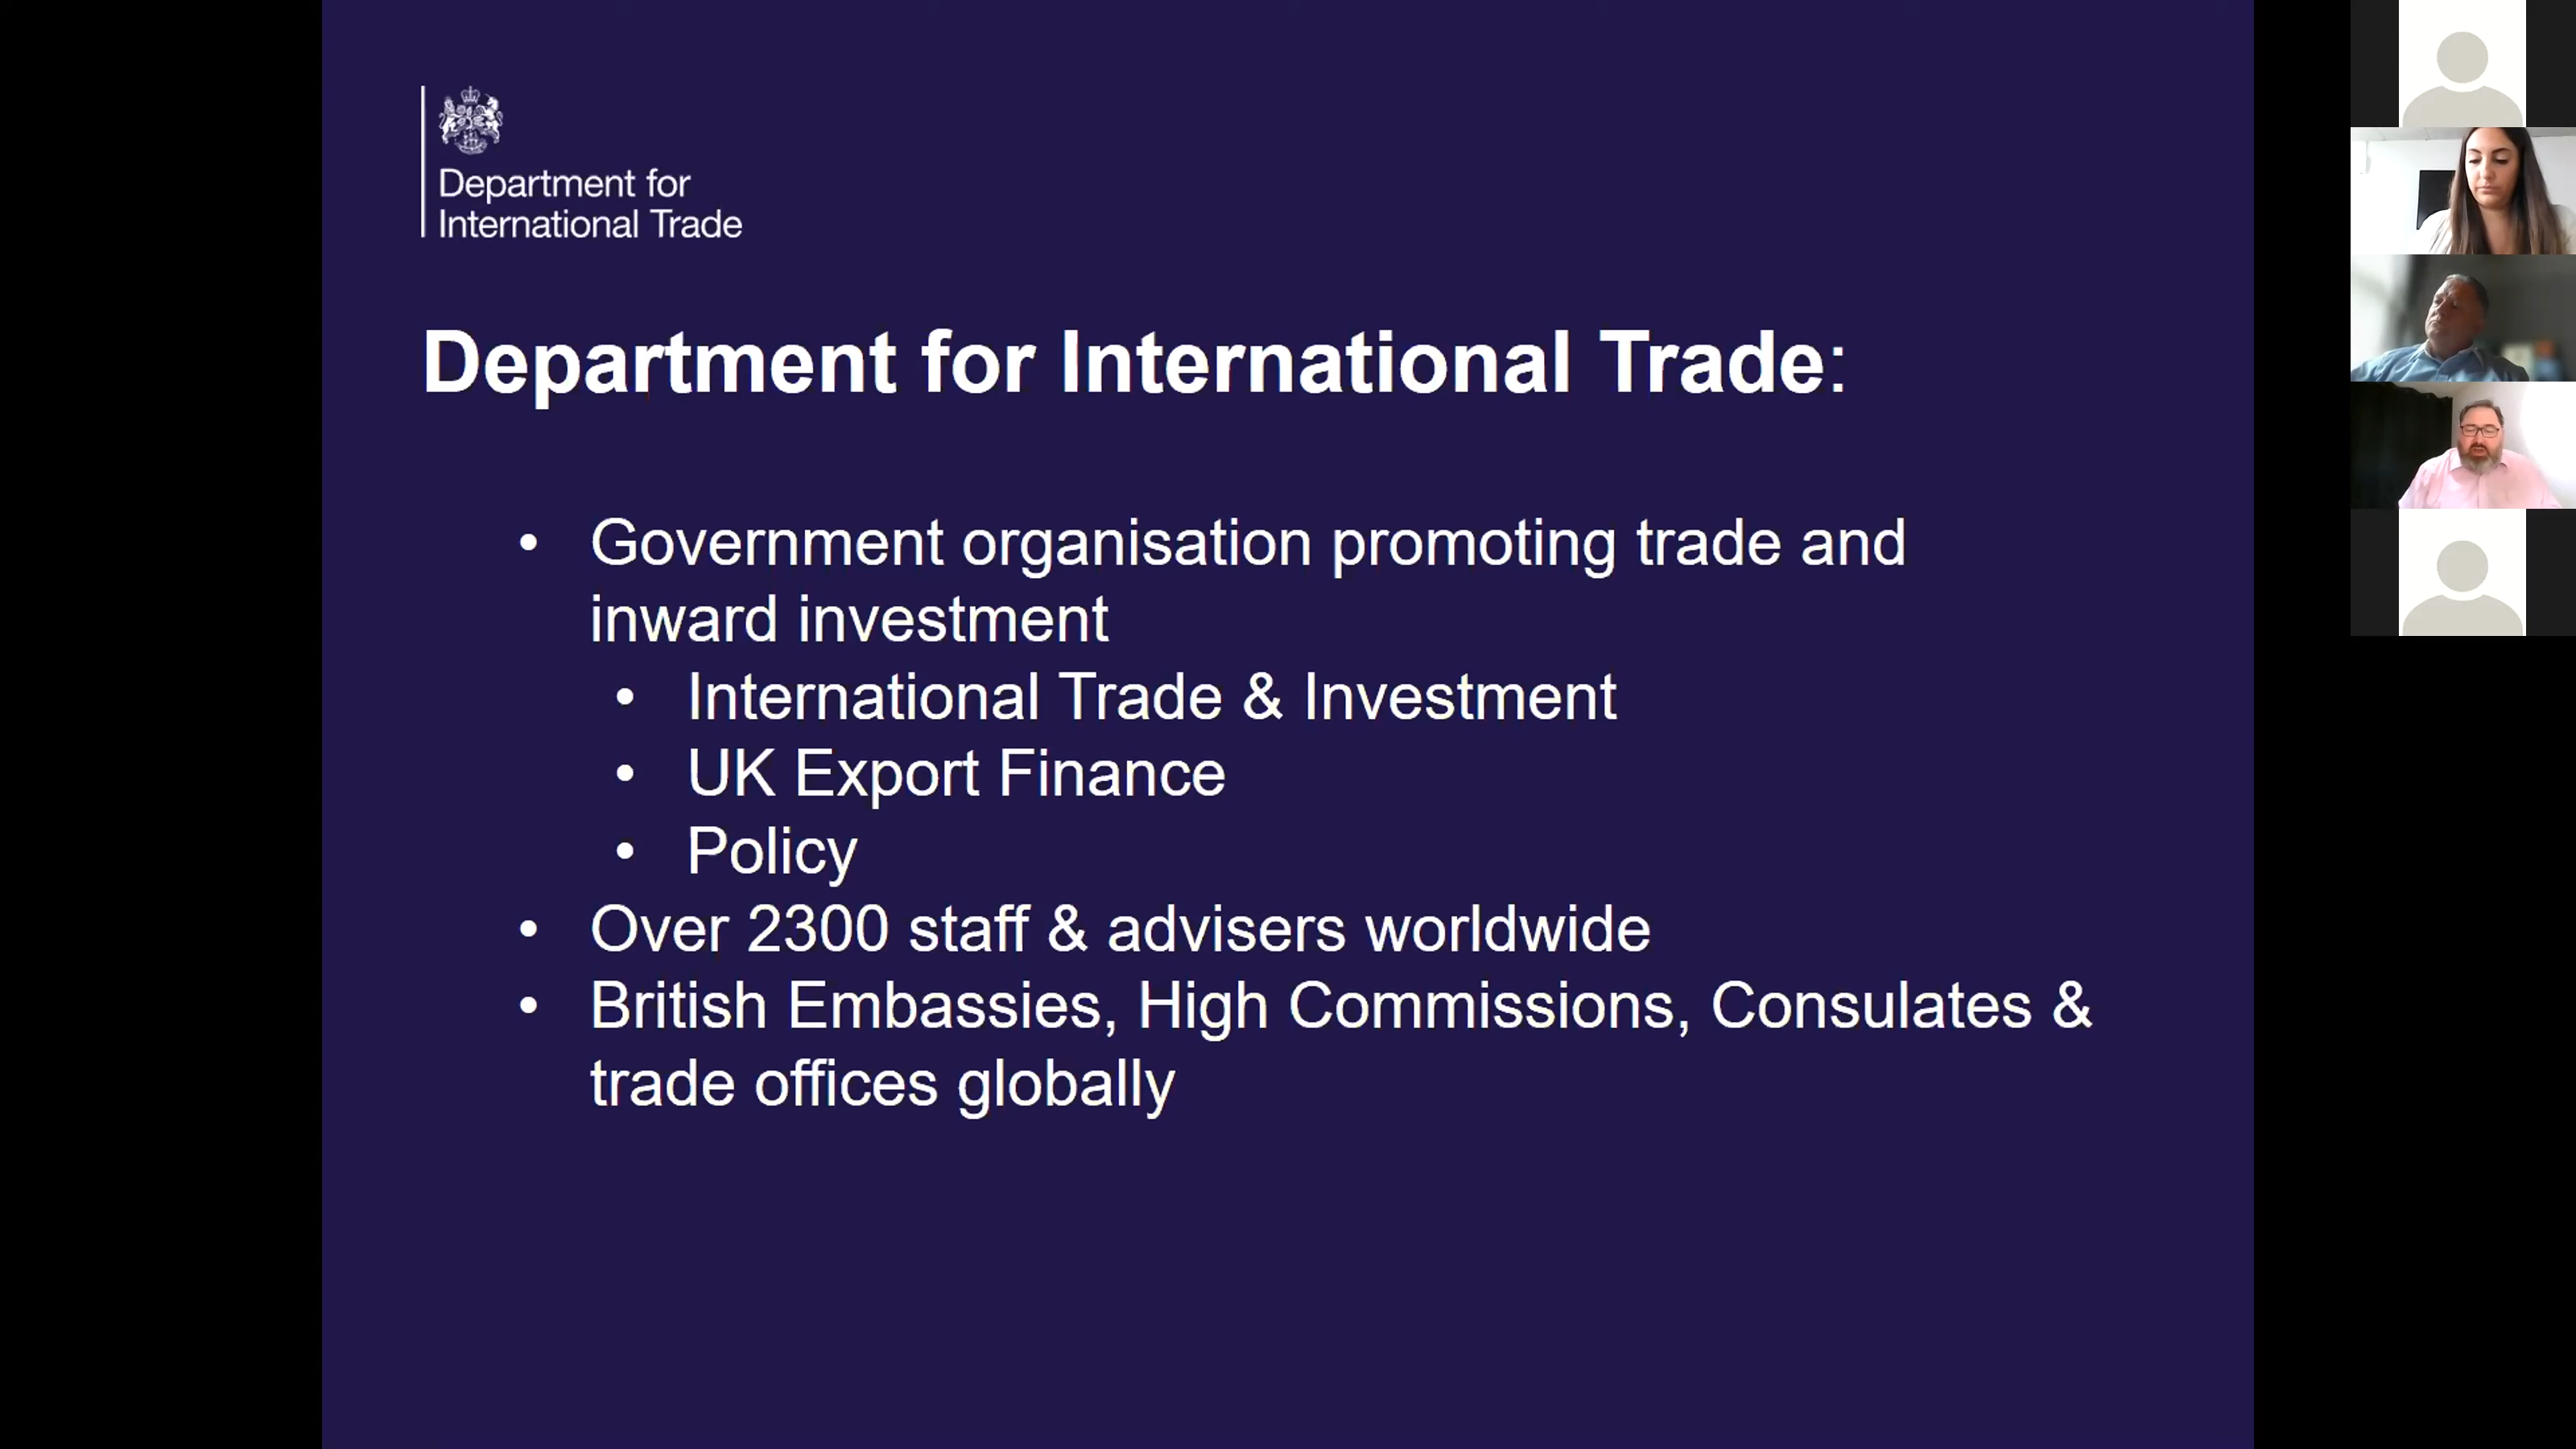 Department for
International Trade
Department for International Trade:
• Government organisation promoting trade and
inward investment
• International Trade & Investment
• UK Export Finance
• Policy
• Over 2300 staff & advisers worldwide
• British Embassies, High Commissions, Consulates &
trade offices globally